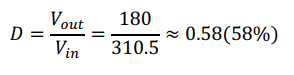 D = V_out / V_in = 180 / 310.5 ≈ 0.58(58%)